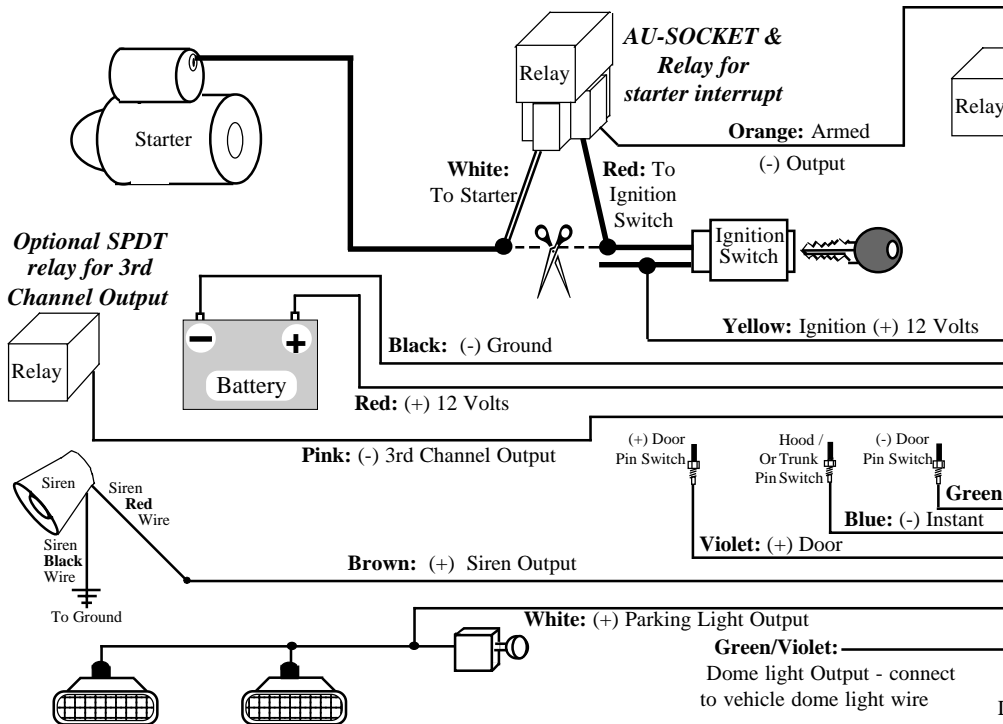 AU-SOCKET &
Relay for
starter interrupt
Relay
Relay
Starter
Orange: Armed
(-) Output
White:
To Starter
Red: To
Ignition
Switch
Ignition
Switch
Optional SPDT
relay for 3rd
Channel Output
Relay
Yellow: Ignition (+) 12 Volts
Black: (-) Ground
− +
Battery
Red: (+) 12 Volts
Pink: (-) 3rd Channel Output
(+) Door
Pin Switch
Hood /
Or Trunk
Pin Switch
(-) Door
Pin Switch
Green
Blue: (-) Instant
Violet: (+) Door
Siren
Siren
Red
Wire
Siren
Black
Wire
To Ground
Brown: (+) Siren Output
White: (+) Parking Light Output
Green/Violet:
Dome light Output - connect
to vehicle dome light wire